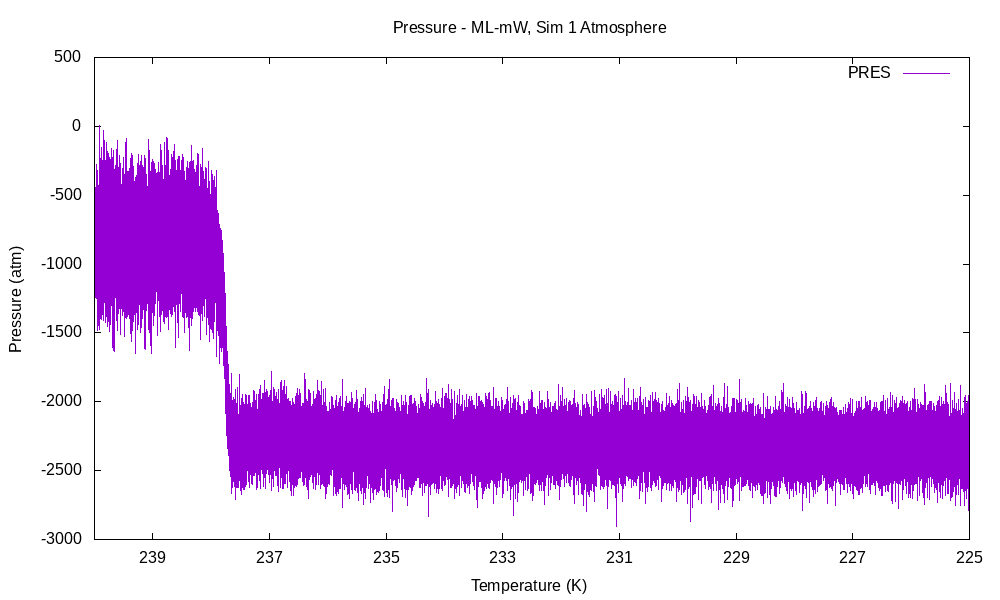 Pressure - ML-mW, Sim 1 Atmosphere
PRES
500
0
-500
-1000
-1500
-2000
-2500
-3000
Pressure (atm)
239 237 235 233 231 229 227 225
Temperature (K)